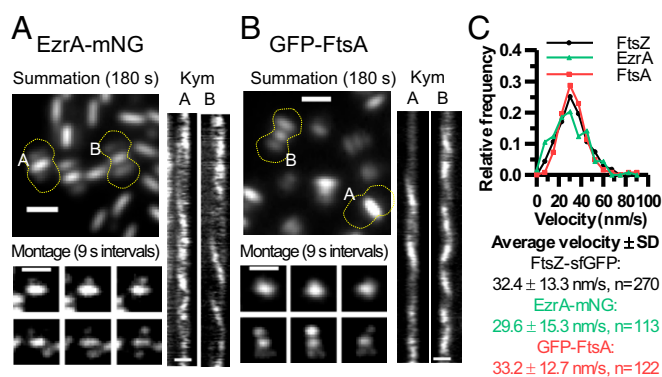 A
EzrA-mNG
Summation (180 s)
Kym
A B
A
B
Montage (9 s intervals)
B
GFP-FtsA
Summation (180 s)
Kym
A B
B
A
Montage (9 s intervals)
C
FtsZ
EzrA
FtsA
Relative frequency
0.4
0.3
0.2
0.1
0.0
0 20 40 60 80 100
Velocity (nm/s)
Average velocity ± SD
FtsZ-sfGFP:
32.4 ± 13.3 nm/s, n=270
EzrA-mNG:
29.6 ± 15.3 nm/s, n=113
GFP-FtsA:
33.2 ± 12.7 nm/s, n=122